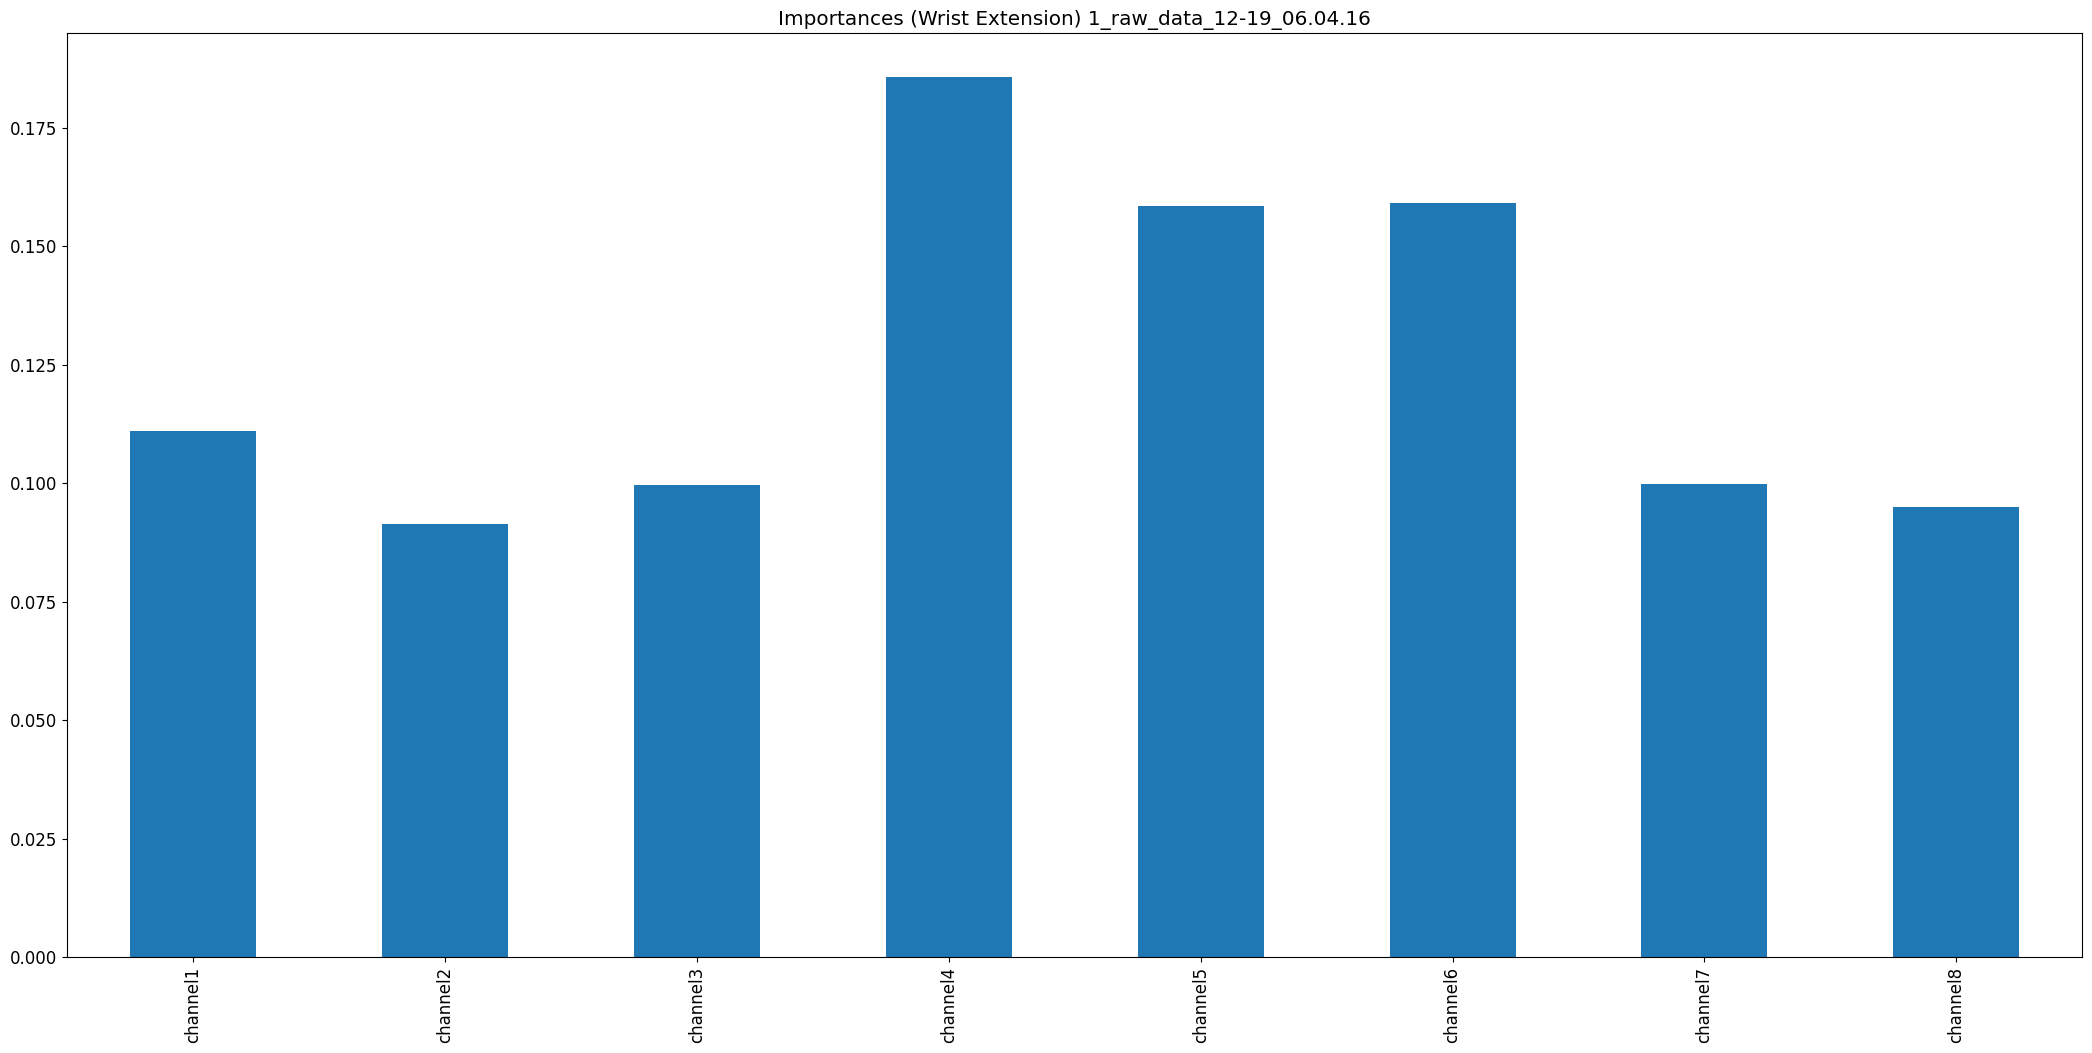 Importances (Wrist Extension) 1_raw_data_12-19_06.04.16
0.175
0.150
0.125
0.100
0.075
0.050
0.025
0.000
channel1
channel2
channel3
channel4
channel5
channel6
channel7
channel8